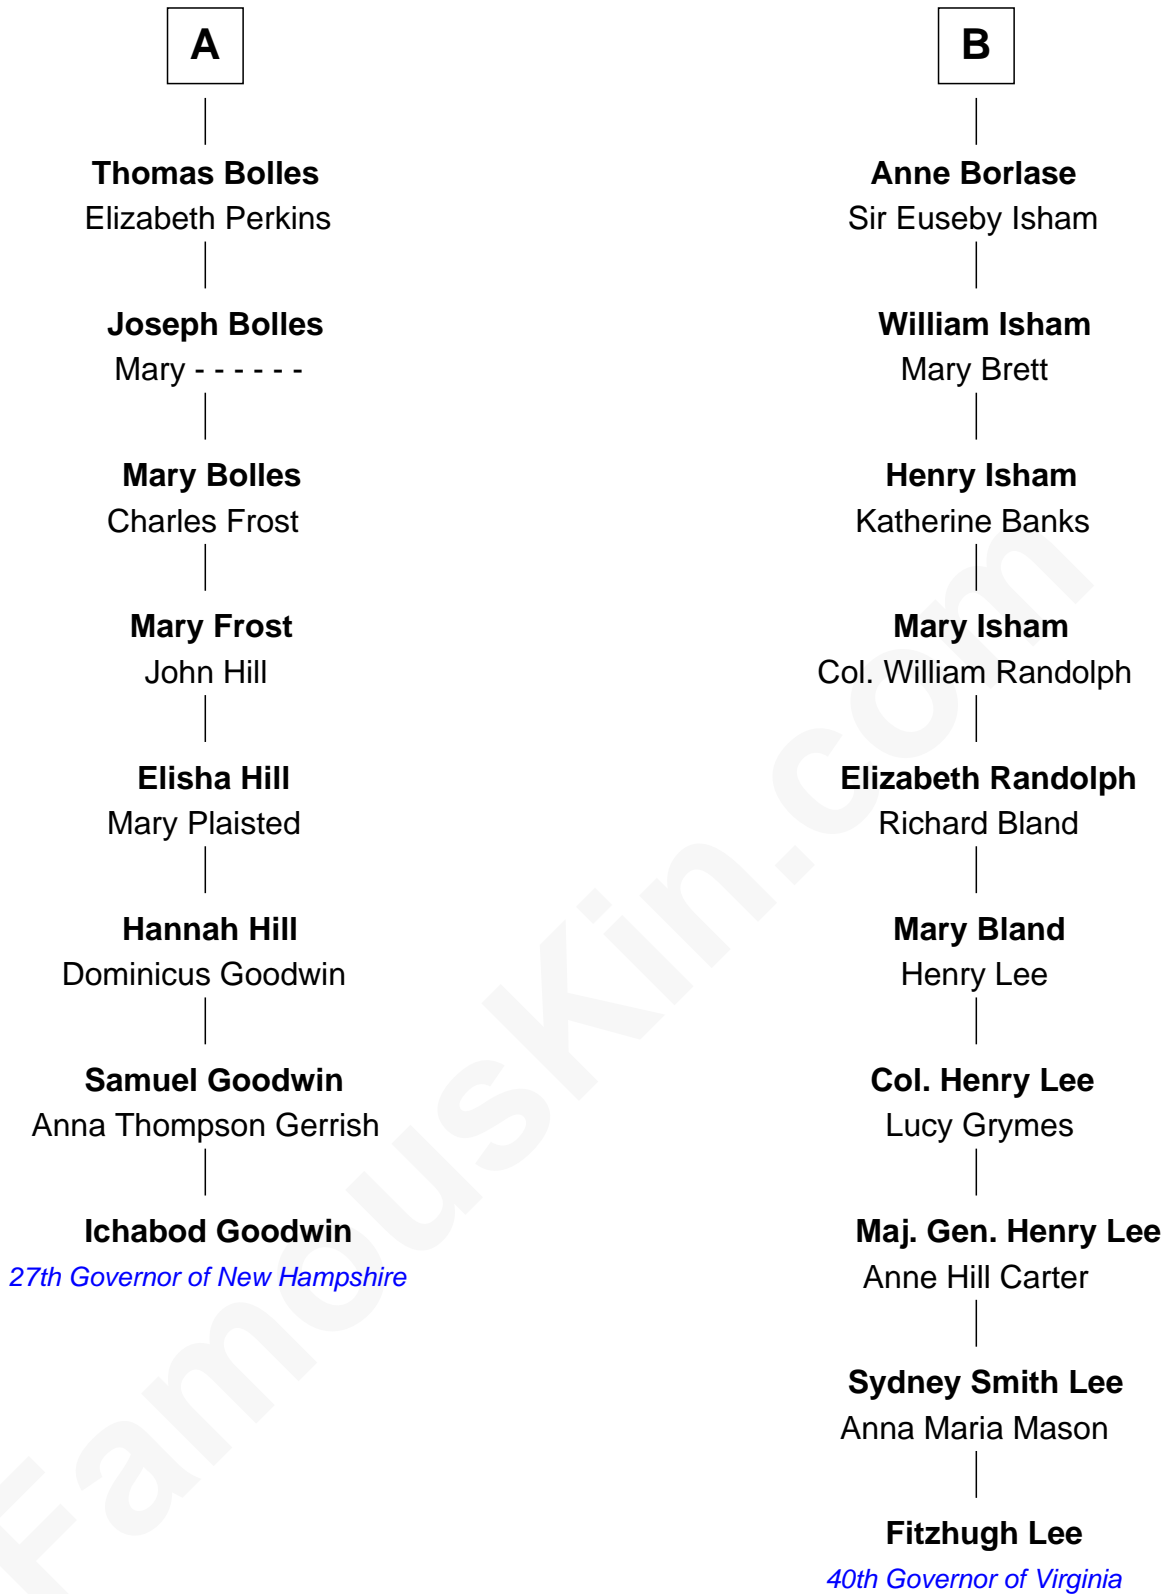 A
Thomas Bolles
Elizabeth Perkins
Joseph Bolles
Mary - - - - - -
Mary Bolles
Charles Frost
Mary Frost
John Hill
Elisha Hill
Mary Plaisted
Hannah Hill
Dominicus Goodwin
Samuel Goodwin
Anna Thompson Gerrish
Ichabod Goodwin
27th Governor of New Hampshire
B
Anne Borlase
Sir Euseby Isham
William Isham
Mary Brett
Henry Isham
Katherine Banks
Mary Isham
Col. William Randolph
Elizabeth Randolph
Richard Bland
Mary Bland
Henry Lee
Col. Henry Lee
Lucy Grymes
Maj. Gen. Henry Lee
Anne Hill Carter
Sydney Smith Lee
Anna Maria Mason
Fitzhugh Lee
40th Governor of Virginia
FamousKin.com